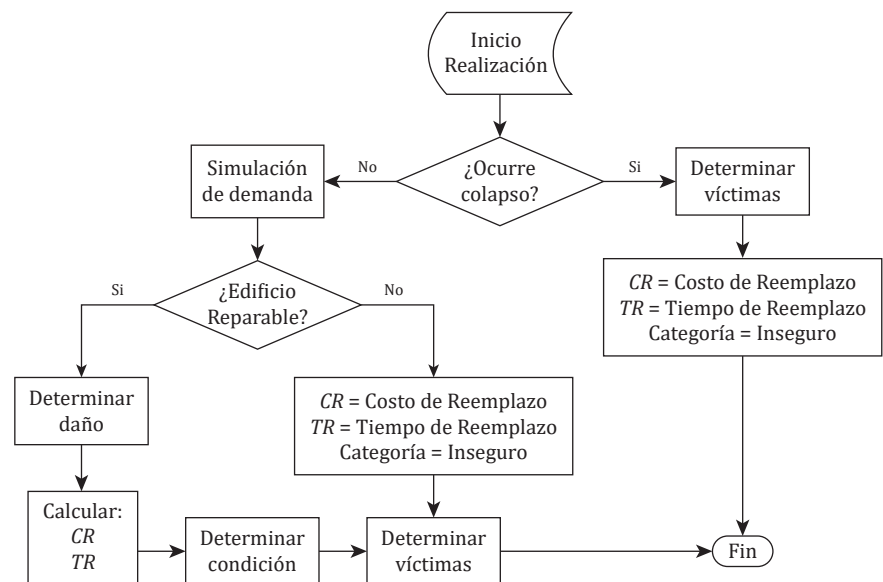 Inicio
Realización
¿Ocurre
colapso?
No
Si
Simulación
de demanda
Determinar
víctimas
¿Edificio
Reparable?
Si
No
CR = Costo de Reemplazo
TR = Tiempo de Reemplazo
Categoría = Inseguro
Determinar
daño
CR = Costo de Reemplazo
TR = Tiempo de Reemplazo
Categoría = Inseguro
Calcular:
CR
TR
Determinar
condición
Determinar
víctimas
Fin